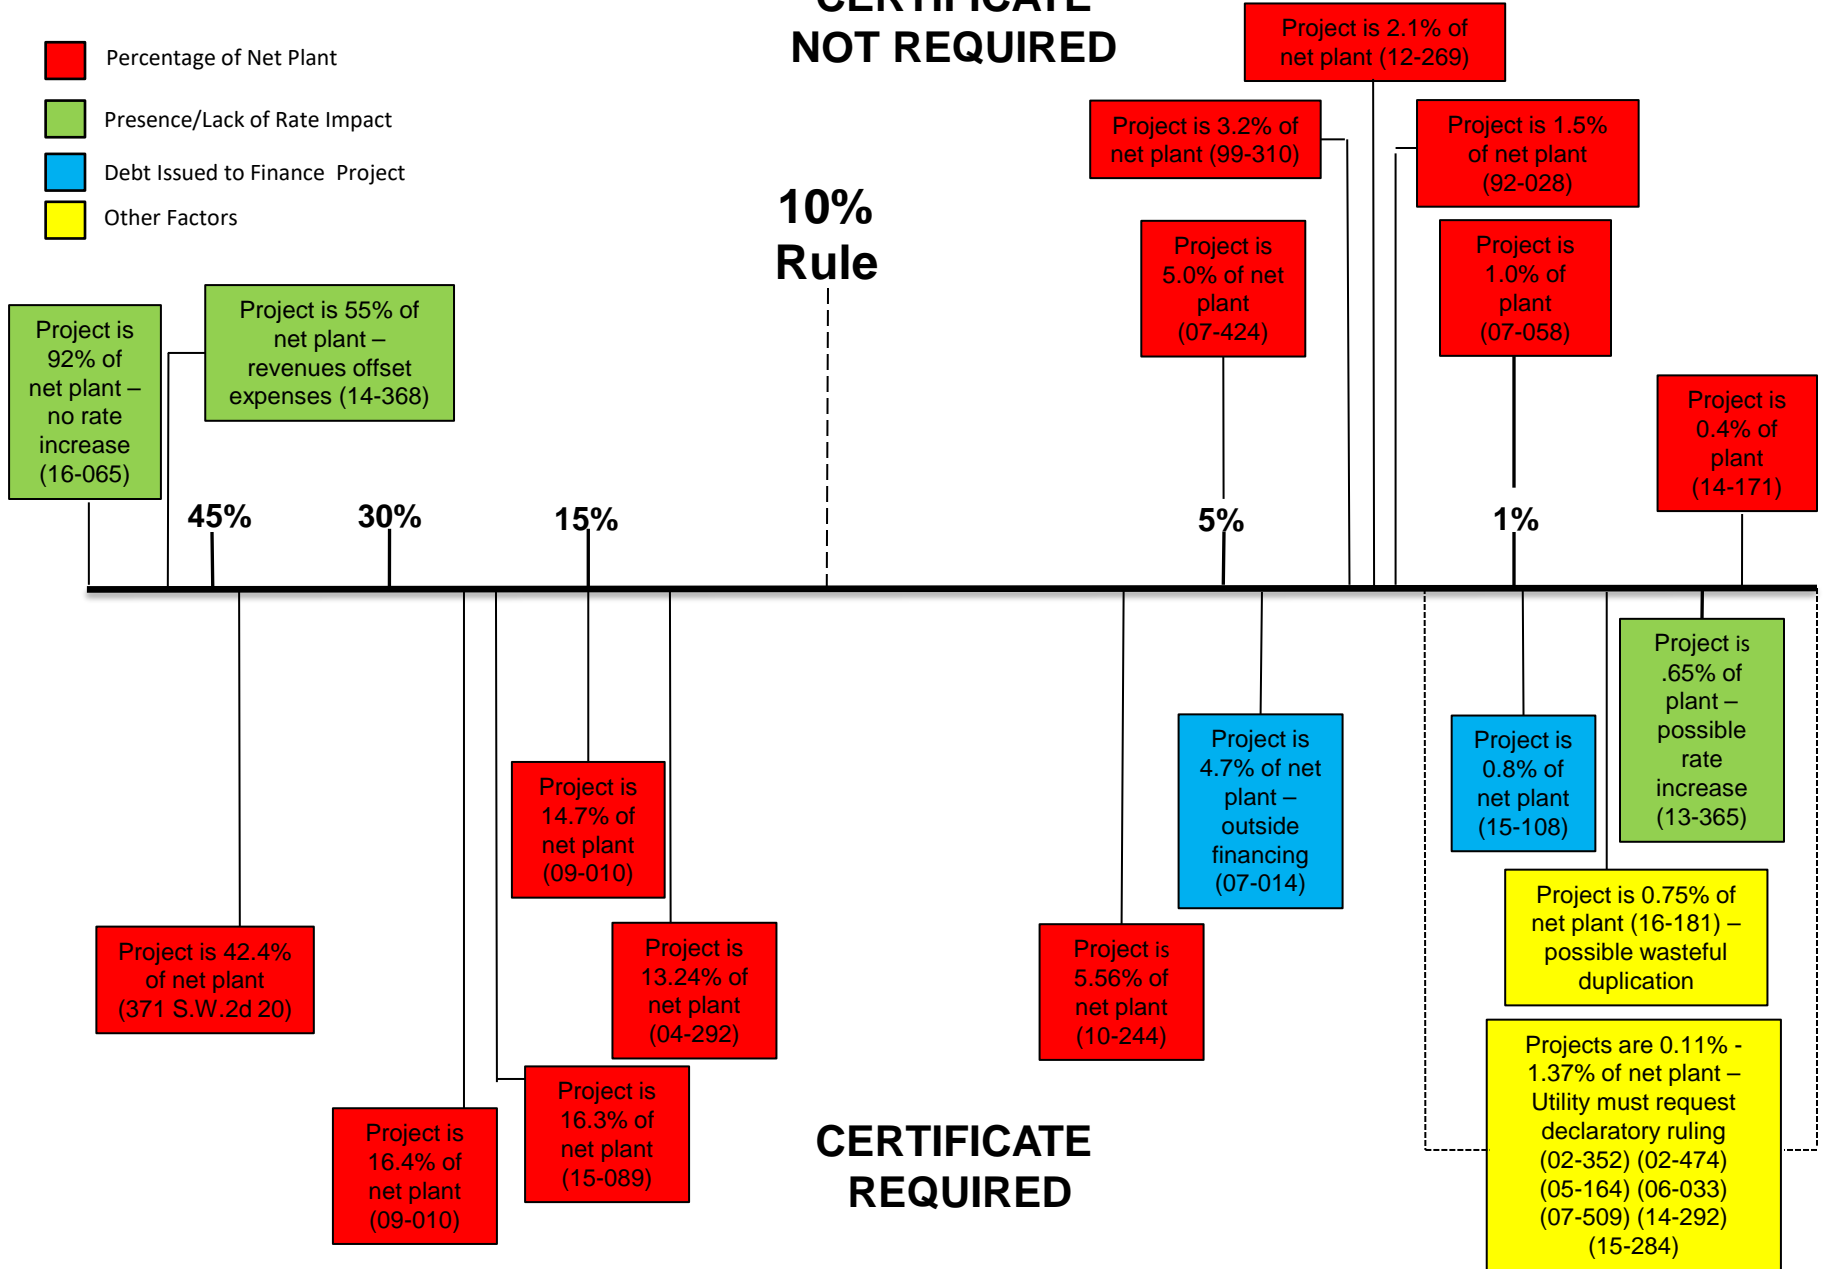 CERTIFICATE
NOT REQUIRED
Percentage of Net Plant
Presence/Lack of Rate Impact
Debt Issued to Finance Project
Other Factors
10%
Rule
Project is 2.1% of
net plant (12-269)
Project is 3.2% of
net plant (99-310)
Project is 1.5%
of net plant
(92-028)
Project is
5.0% of net
plant
(07-424)
Project is
1.0% of
plant
(07-058)
Project is
92% of
net plant –
no rate
increase
(16-065)
Project is 55% of
net plant –
revenues offset
expenses (14-368)
Project is
0.4% of
plant
(14-171)
45%
30%
15%
5%
1%
Project is 42.4%
of net plant
(371 S.W.2d 20)
Project is
16.4% of
net plant
(09-010)
Project is
16.3% of
net plant
(15-089)
Project is
14.7% of
net plant
(09-010)
Project is
13.24% of
net plant
(04-292)
Project is
5.56% of
net plant
(10-244)
Project is
4.7% of net
plant –
outside
financing
(07-014)
Project is
0.8% of
net plant
(15-108)
Project is
.65% of
plant –
possible
rate
increase
(13-365)
Project is 0.75% of
net plant (16-181) –
possible wasteful
duplication
Projects are 0.11% -
1.37% of net plant –
Utility must request
declaratory ruling
(02-352) (02-474)
(05-164) (06-033)
(07-509) (14-292)
(15-284)
CERTIFICATE
REQUIRED